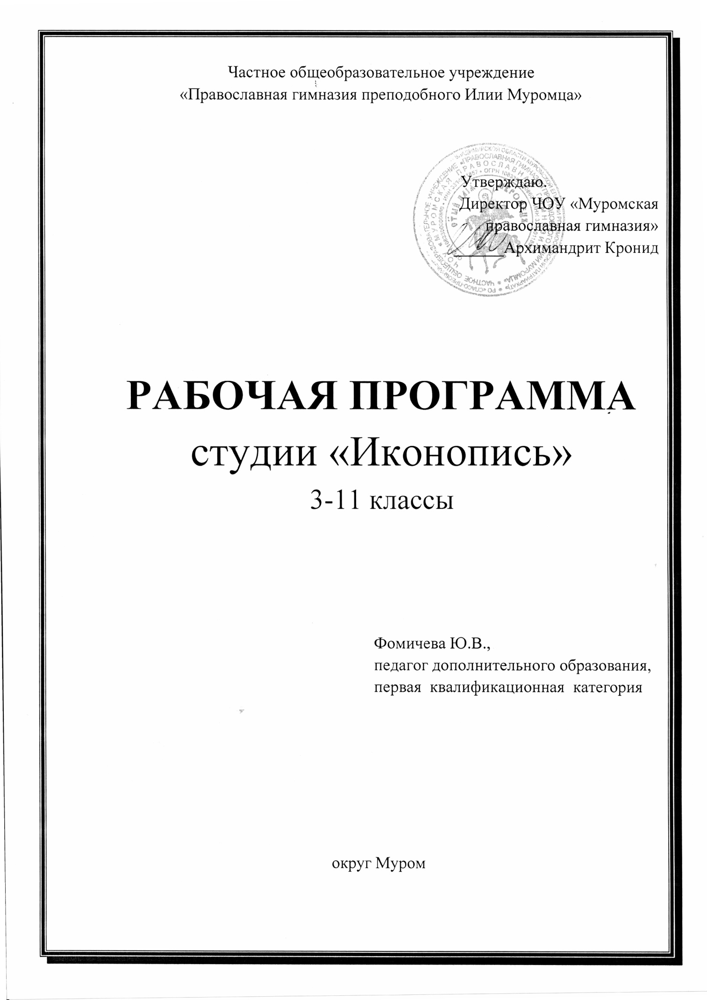 Частное общеобразовательное учреждение
«Православная гимназия преподобного Илии Муромца»
Утверждаю.
Директор ЧОУ «Муромская
православная гимназия»
Архимандрит Кронид
РАБОЧАЯ ПРОГРАММА
студии «Иконопись»
3-11 классы
Фомичева Ю.В.,
педагог дополнительного образования,
первая квалификационная категория
округ Муром